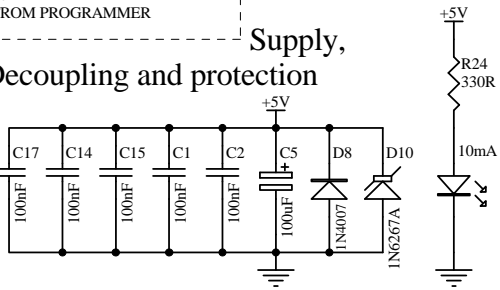 ROM PROGRAMMER
Supply,
Decoupling and protection
+5V
+5V
R24
330R
10mA
C17
100nF
C14
100nF
C15
100nF
C1
100nF
C2
100nF
C5
+
100uF
D8
1N4007
D10
1N6267A